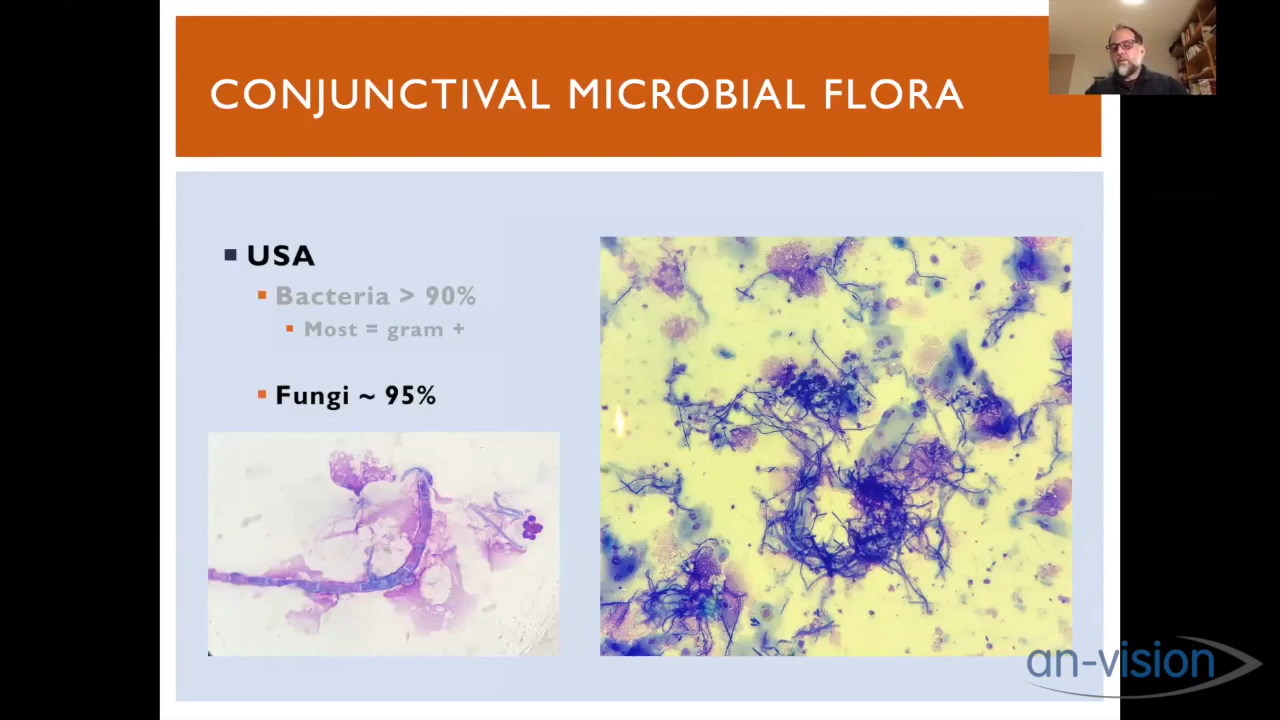 CONJUNCTIVAL MICROBIAL FLORA
USA
Bacteria > 90%
Most = gram +
Fungi ~ 95%
an-vision